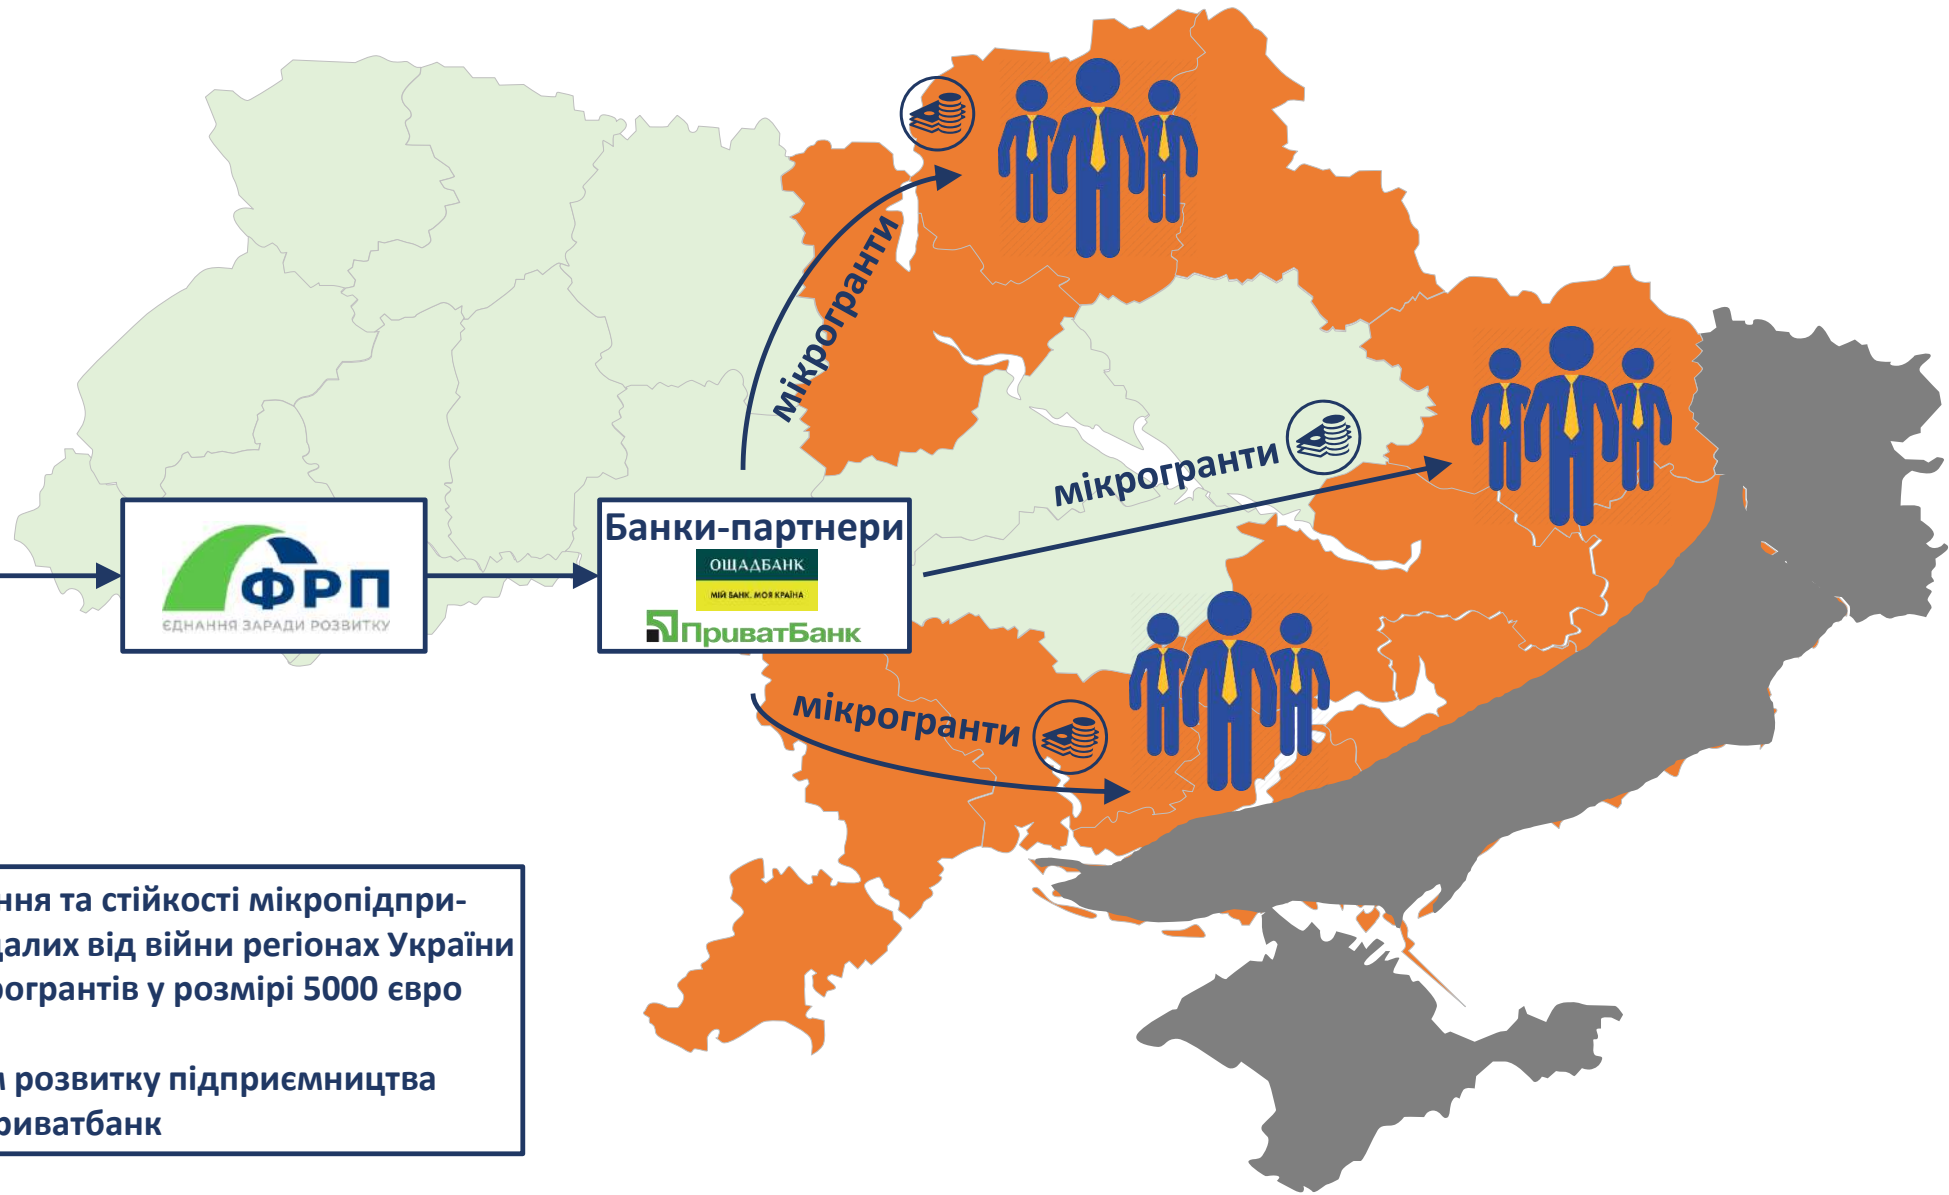 мікрогранти
мікрогранти
Банки-партнери
ОЩАДБАНК
МІЙ БАНК. МОЯ КРАЇНА
ПриватБанк
ФРП
ЄДНАННЯ ЗАРАДИ РОЗВИТКУ
мікрогранти
ння та стійкості мікропідпри-
далих від війни регіонах України
рогрантів у розмірі 5000 євро
розвитку підприємництва
риватбанк